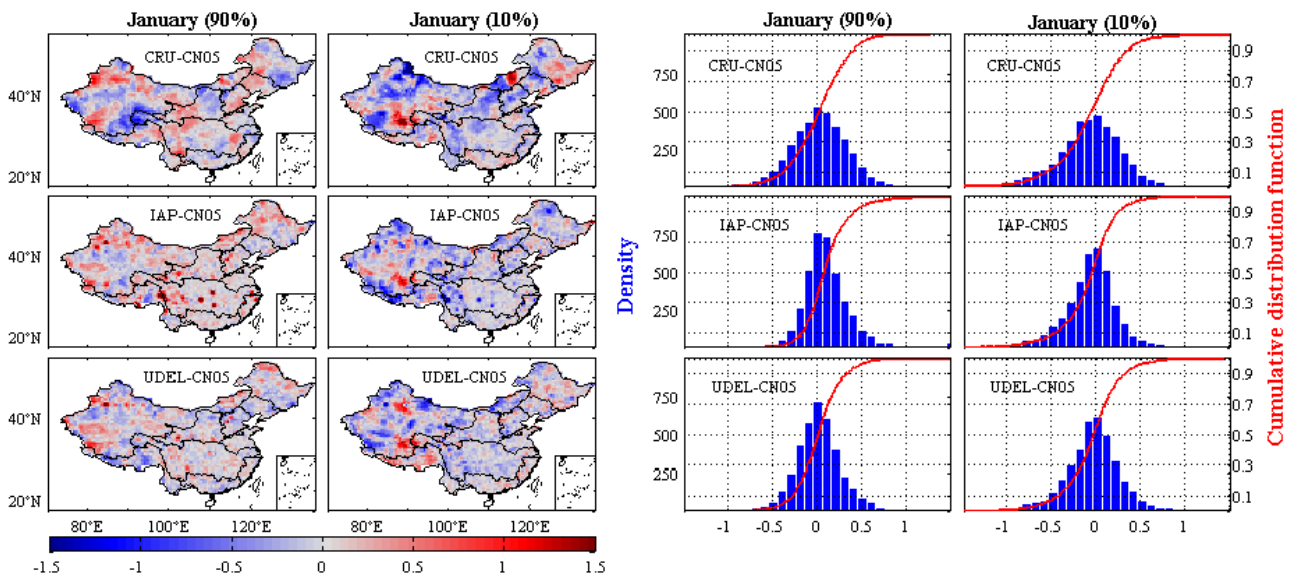 January (90%)
January (10%)
January (90%)
January (10%)
CRU-CN05
CRU-CN05
40°N
20°N
IAP-CN05
IAP-CN05
40°N
20°N
UDEL-CN05
UDEL-CN05
40°N
20°N
80°E
100°E
120°E
80°E
100°E
120°E
-1.5
-1
-0.5
0
0.5
1
1.5
Density
CRU-CN05
CRU-CN05
750
500
250
0.9
0.7
0.5
0.3
0.1
IAP-CN05
IAP-CN05
750
500
250
0.9
0.7
0.5
0.3
0.1
UDEL-CN05
UDEL-CN05
750
500
250
0.9
0.7
0.5
0.3
0.1
-1
-0.5
0
0.5
1
-1
-0.5
0
0.5
1
Cumulative distribution function